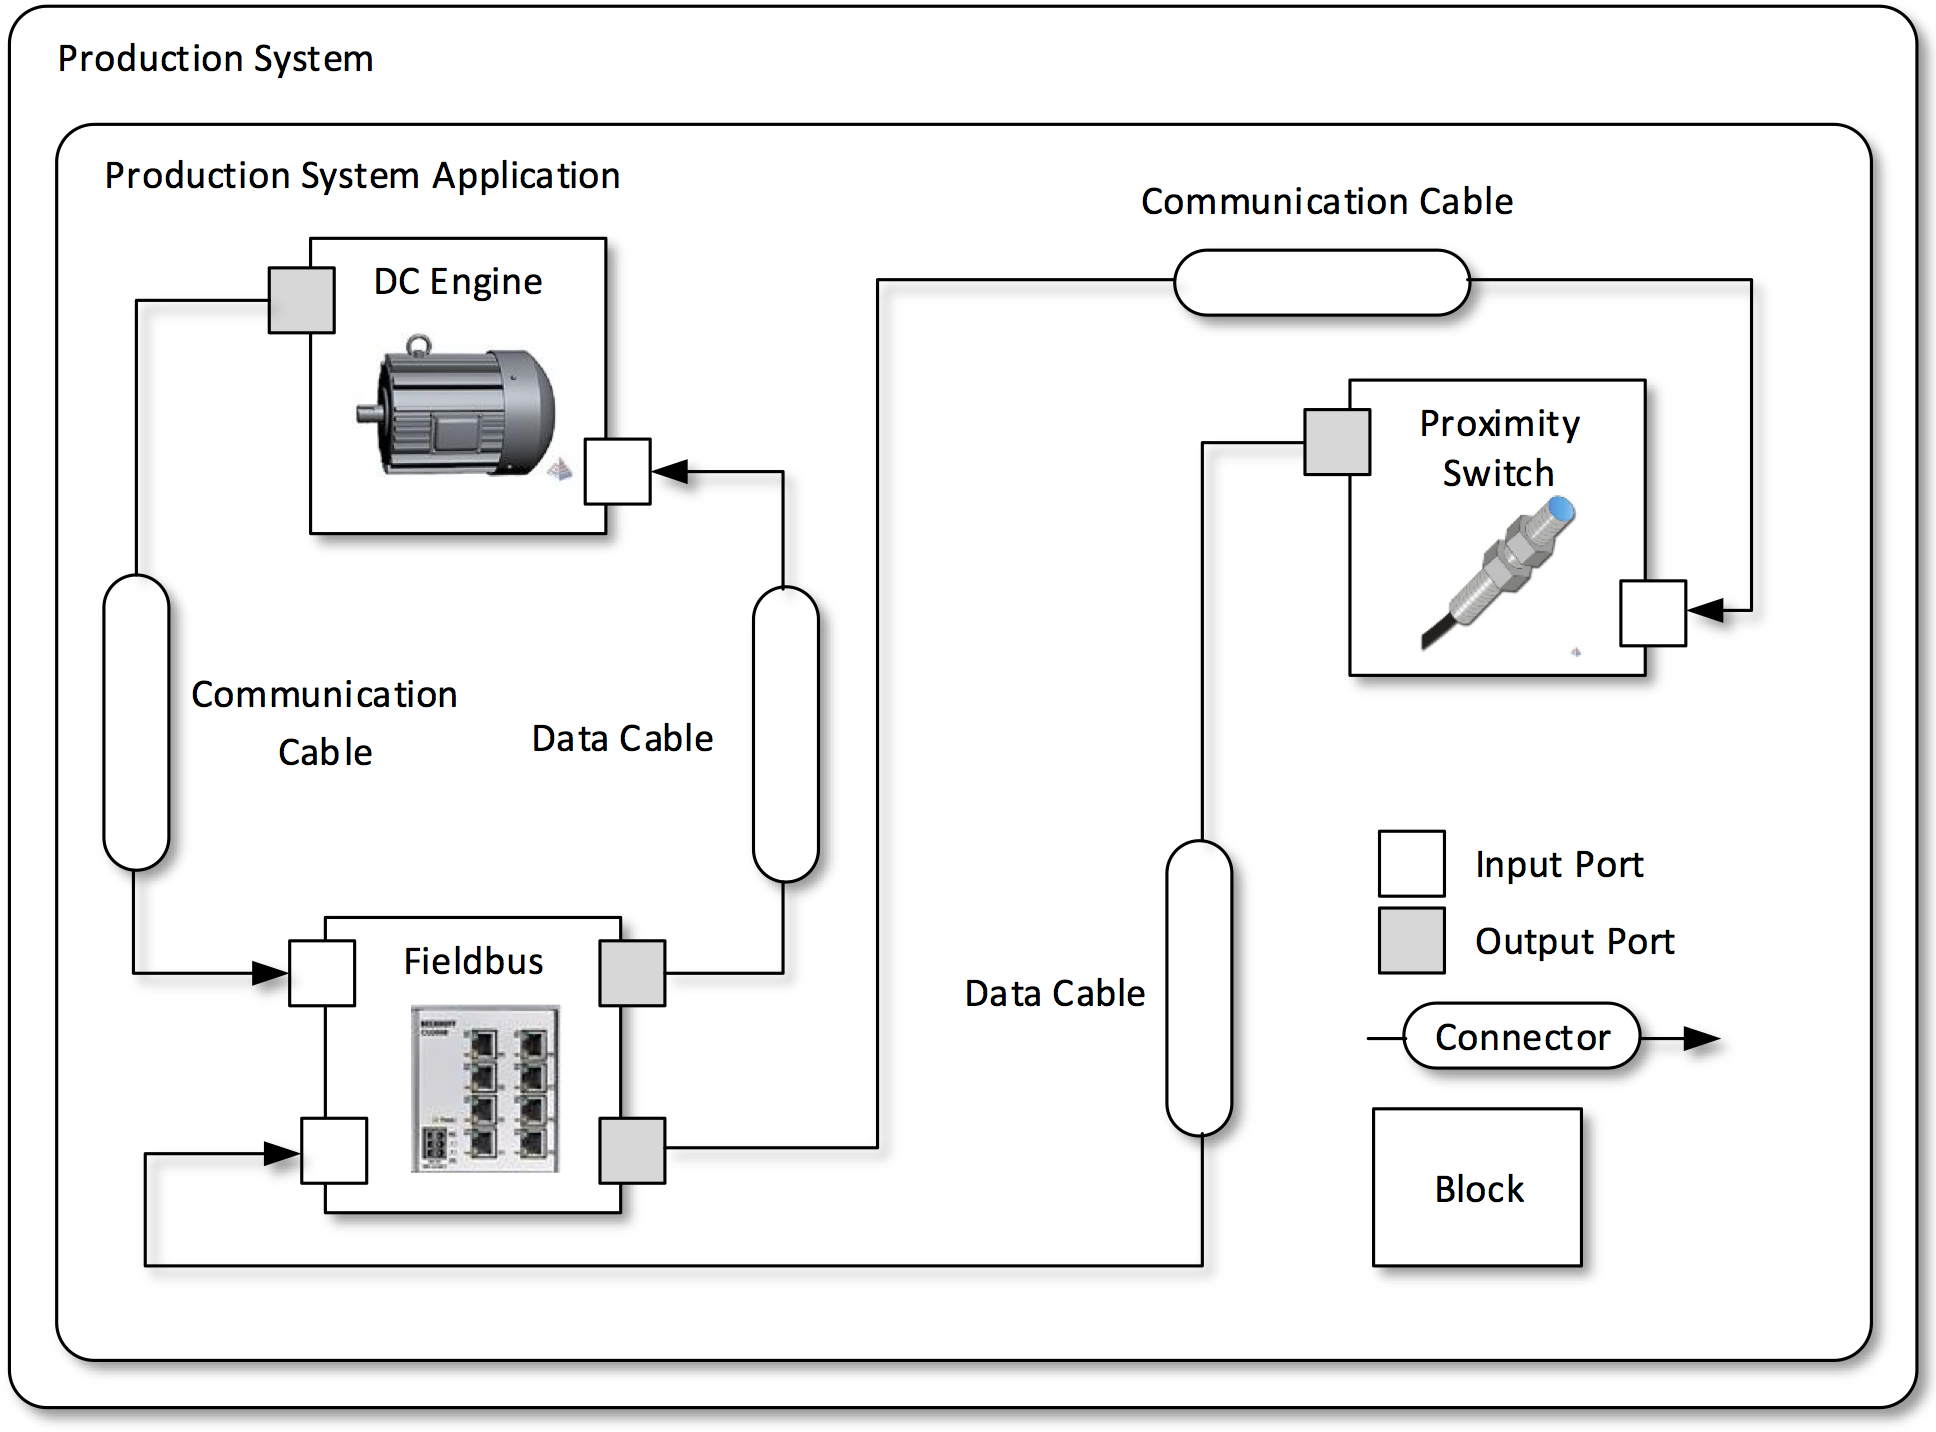 Production System
Production System Application
Communication Cable
DC Engine
Proximity
Switch
Communication
Cable
Data Cable
Input Port
Output Port
Fieldbus
Data Cable
Connector
BECKHOFF
Block